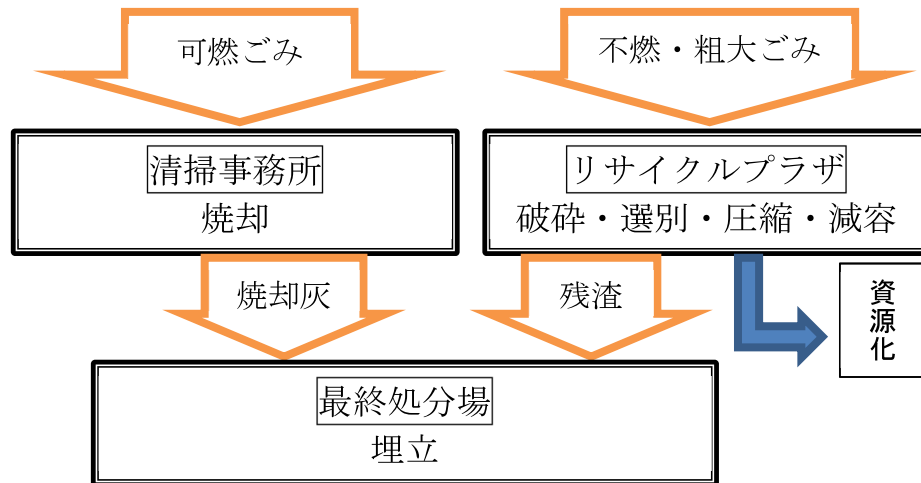 可燃ごみ
不燃・粗大ごみ
清掃事務所
焼却
リサイクルプラザ
破砕・選別・圧縮・減容
焼却灰
残渣
資源化
最終処分場
埋立